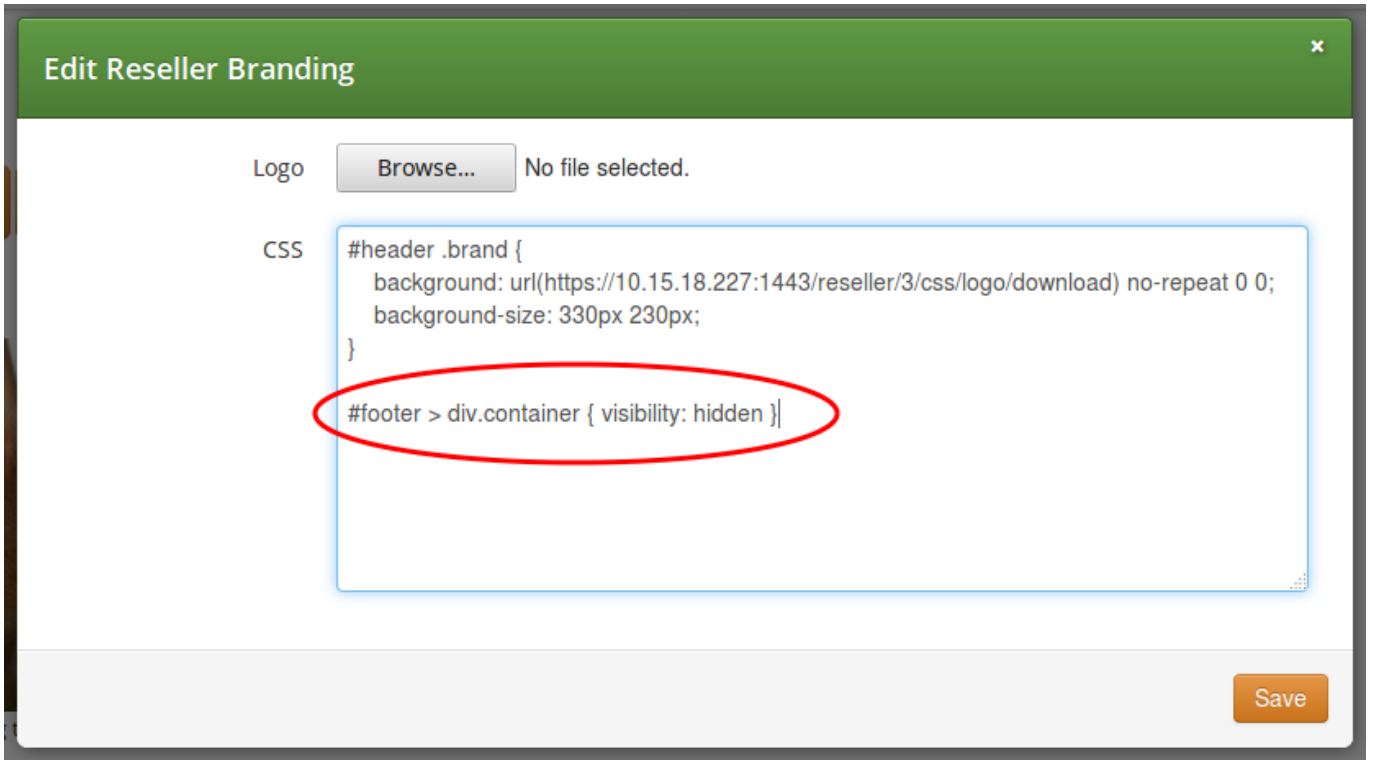 Edit Reseller Branding
×
Logo Browse... No file selected.
CSS
#header .brand {
    background: url(https://10.15.18.227:1443/reseller/3/css/logo/download) no-repeat 0 0;
    background-size: 330px 230px;
}
#footer > div.container { visibility: hidden }
Save